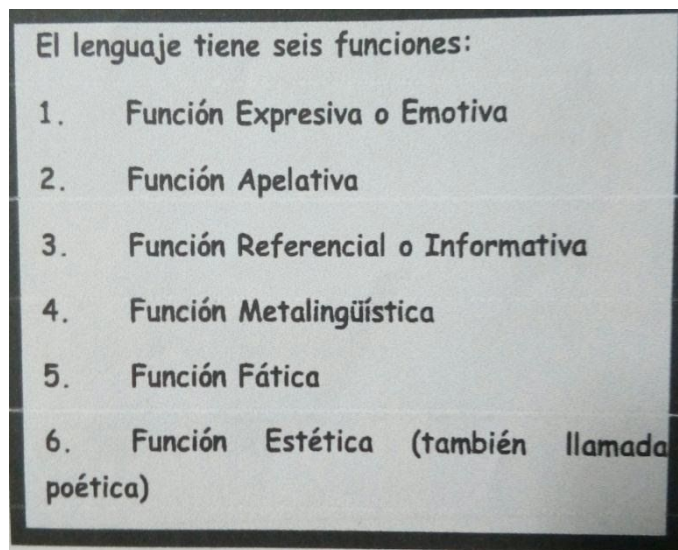 El lenguaje tiene seis funciones:
1. Función Expresiva o Emotiva
2. Función Apelativa
3. Función Referencial o Informativa
4. Función Metalingüística
5. Función Fática
6. Función Estética (también llamada
poética)